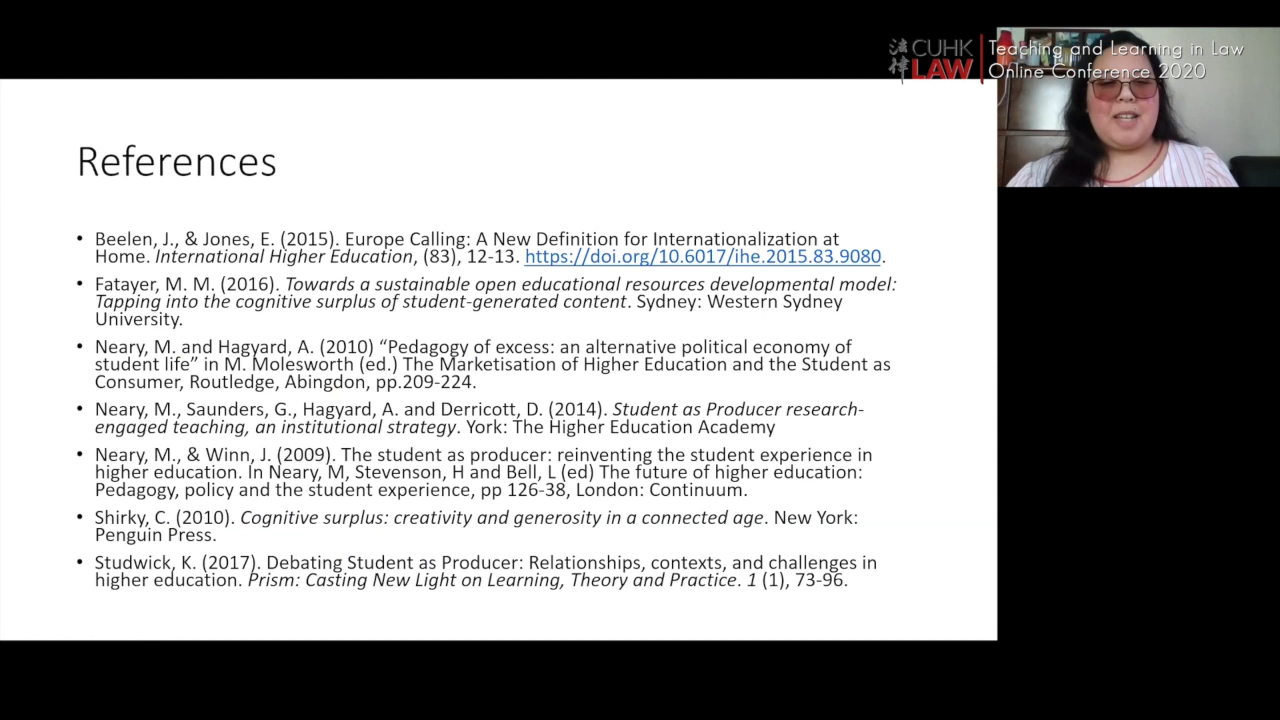 法律 CUHK LAW
Teaching and Learning in Law
Online Conference 2020
References
• Beelen, J., & Jones, E. (2015). Europe Calling: A New Definition for Internationalization at
Home. International Higher Education, (83), 12-13. https://doi.org/10.6017/ihe.2015.83.9080.
• Fatayer, M. M. (2016). Towards a sustainable open educational resources developmental model:
Tapping into the cognitive surplus of student-generated content. Sydney: Western Sydney
University.
• Neary, M. and Hagyard, A. (2010) “Pedagogy of excess: an alternative political economy of
student life” in M. Molesworth (ed.) The Marketisation of Higher Education and the Student as
Consumer, Routledge, Abingdon, pp.209-224.
• Neary, M., Saunders, G., Hagyard, A. and Derricott, D. (2014). Student as Producer research-
engaged teaching, an institutional strategy. York: The Higher Education Academy
• Neary, M., & Winn, J. (2009). The student as producer: reinventing the student experience in
higher education. In Neary, M, Stevenson, H and Bell, L (ed) The future of higher education:
Pedagogy, policy and the student experience, pp 126-38, London: Continuum.
• Shirky, C. (2010). Cognitive surplus: creativity and generosity in a connected age. New York:
Penguin Press.
• Studwick, K. (2017). Debating Student as Producer: Relationships, contexts, and challenges in
higher education. Prism: Casting New Light on Learning, Theory and Practice. 1 (1), 73-96.